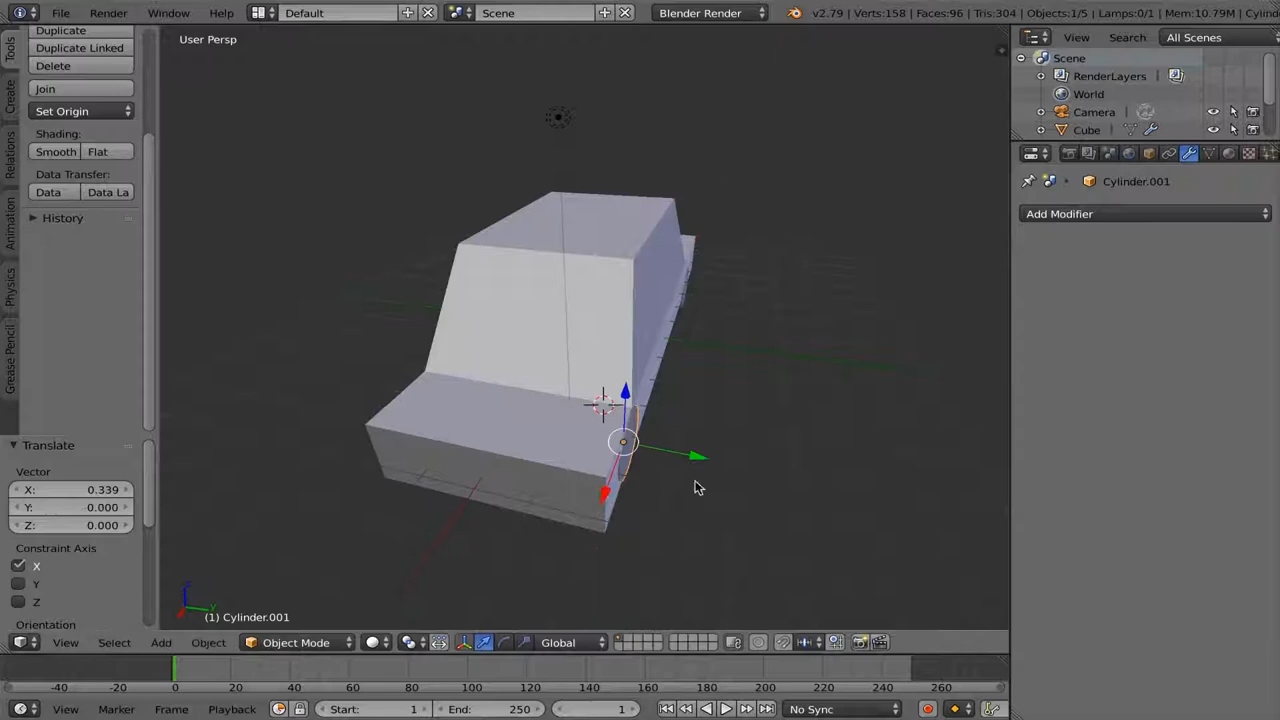 File Render Window Help Default Scene Blender Render v2.79 | Verts:158 | Faces:96 | Tris:304 | Objects:1/5 | Lamps:0/1 | Mem:10.79M | Cylinder
Tools
Create
Relations
Animation
Physics
Grease Pencil
Duplicate
Duplicate Linked
Delete
Join
Set Origin
Shading:
Smooth Flat
Data Transfer:
Data Data La
History
Translate
Vector
X: 0.339
Y: 0.000
Z: 0.000
Constraint Axis
X
Y
Z
Orientation
User Persp
(1) Cylinder.001
View Select Add Object Object Mode Global
View Search All Scenes
Scene
RenderLayers
World
Camera
Cube
Cylinder.001
Add Modifier
-40 -20 0 20 40 60 80 100 120 140 160 180 200 220 240 260
View Marker Frame Playback Start: 1 End: 250 1 No Sync